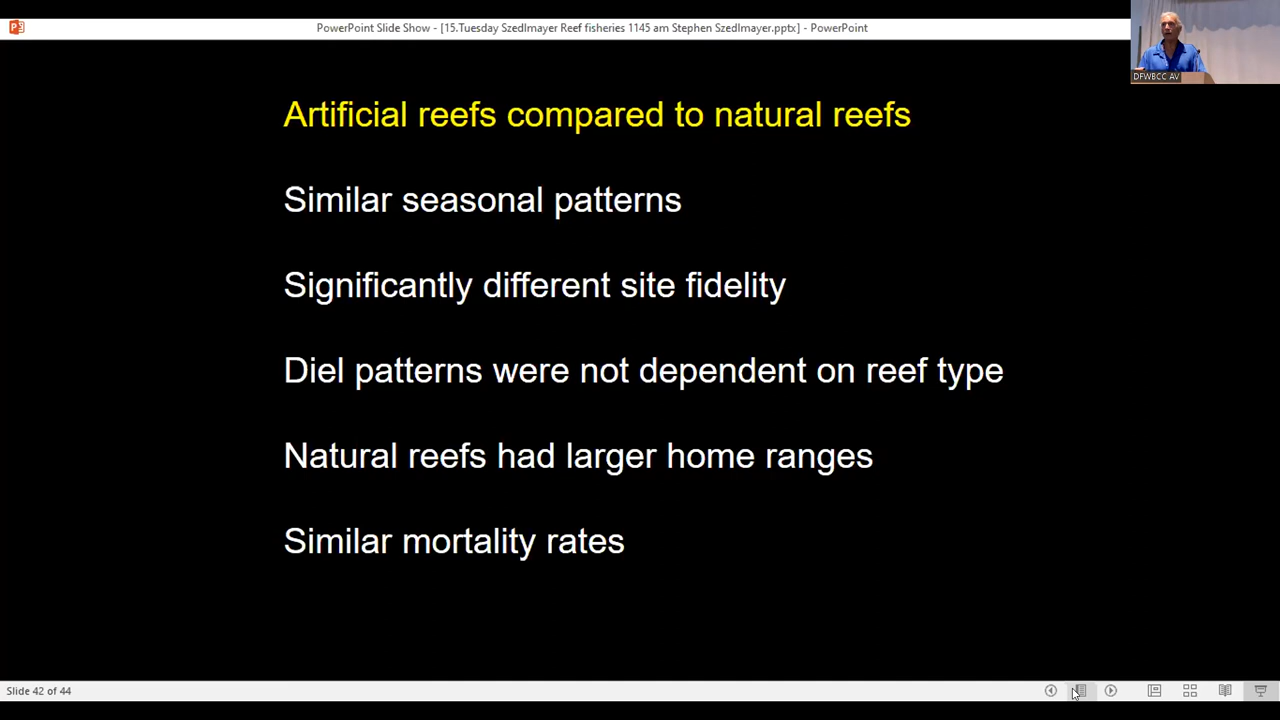 PowerPoint Slide Show - [15.Tuesday Szedlmayer Reef fisheries 1145 am Stephen Szedlmayer.pptx] - PowerPoint
DFWBCC AV
Artificial reefs compared to natural reefs
Similar seasonal patterns
Significantly different site fidelity
Diel patterns were not dependent on reef type
Natural reefs had larger home ranges
Similar mortality rates
Slide 42 of 44